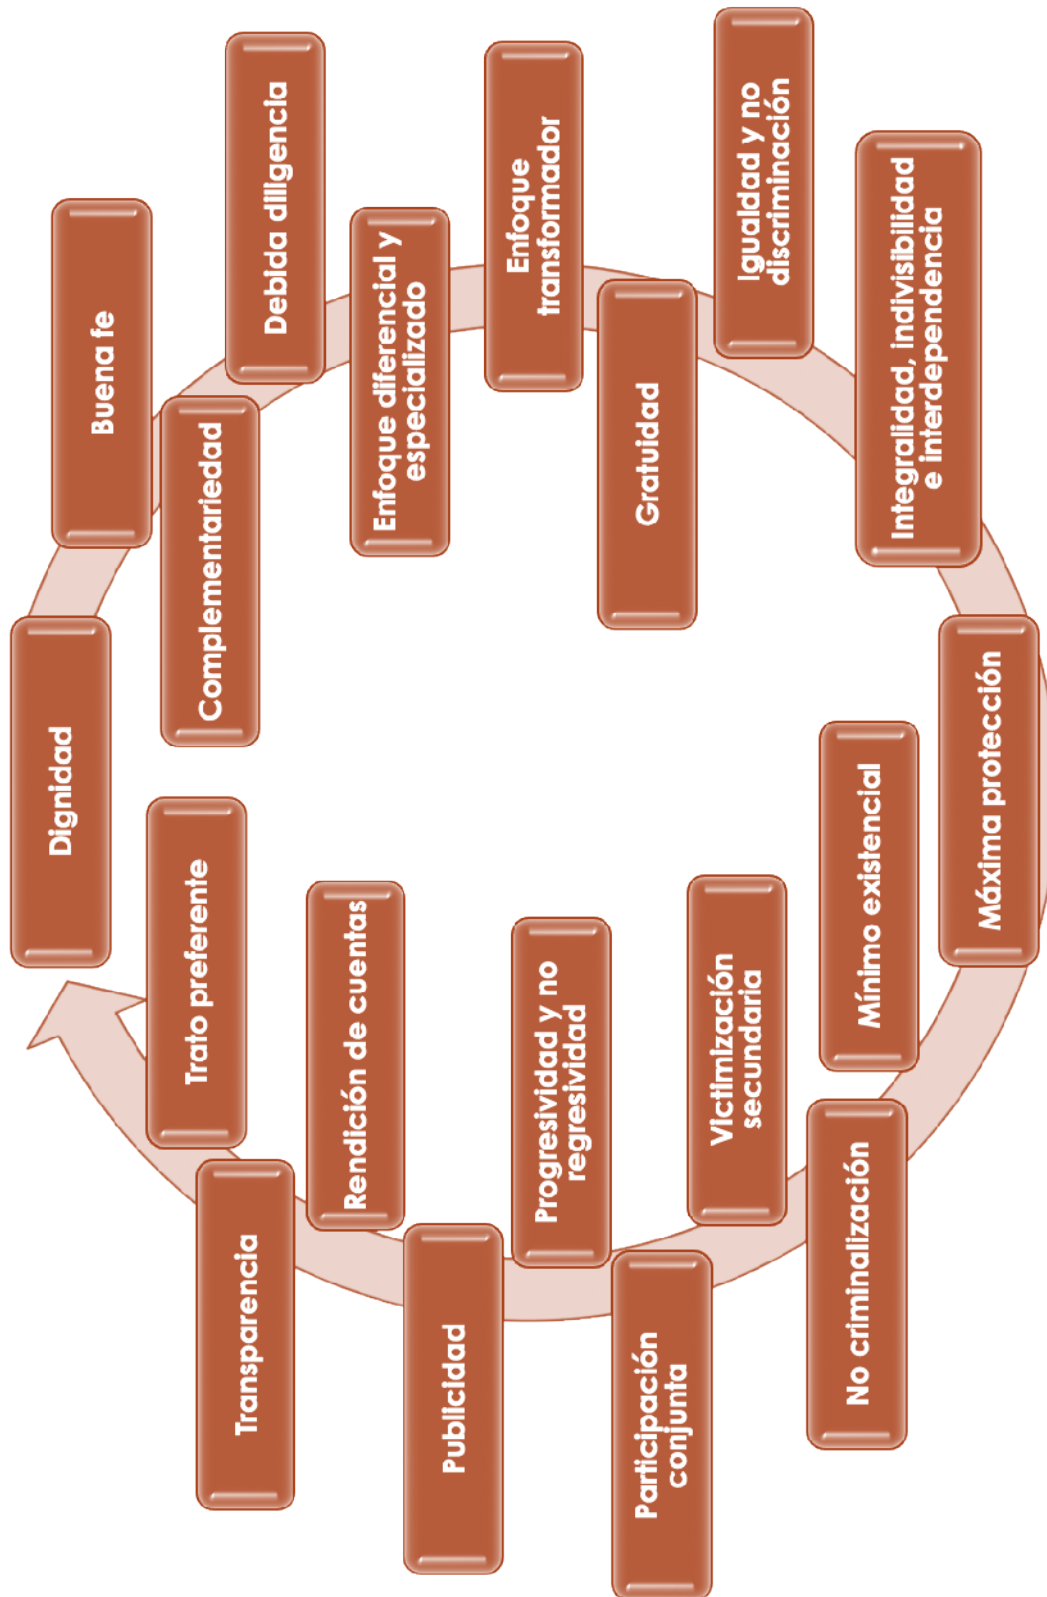 Dignidad
Buena fe
Complementariedad
Debida diligencia
Enfoque diferencial y
especializado
Enfoque
transformador
Gratuidad
Igualdad y no
discriminación
Integralidad, indivisibilidad
e interdependencia
Máxima protección
Mínimo existencial
No criminalización
Victimización
secundaria
Participación
conjunta
Progresividad y no
regresividad
Publicidad
Rendición de cuentas
Transparencia
Trato preferente